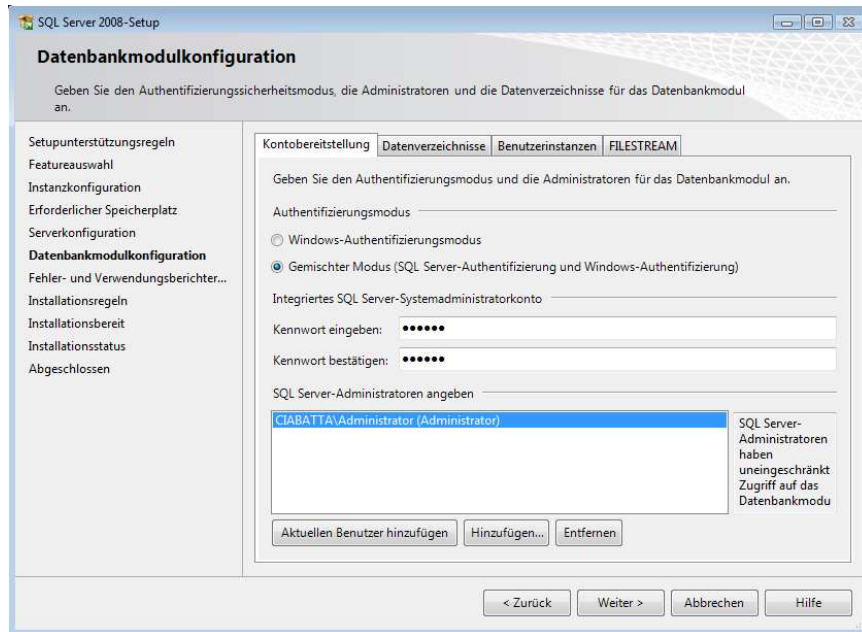 SQL Server 2008-Setup
Datenbankmodulkonfiguration
Geben Sie den Authentifizierungssicherheitsmodus, die Administratoren und die Datenverzeichnisse für das Datenbankmodul
an.
Setupunterstützungsregeln
Featureauswahl
Instanzkonfiguration
Erforderlicher Speicherplatz
Serverkonfiguration
Datenbankmodulkonfiguration
Fehler- und Verwendungsberichter...
Installationsregeln
Installationsbereit
Installationsstatus
Abgeschlossen
Kontobereitstellung Datenverzeichnisse Benutzerinstanzen FILESTREAM
Geben Sie den Authentifizierungsmodus und die Administratoren für das Datenbankmodul an.
Authentifizierungsmodus
Windows-Authentifizierungsmodus
Gemischter Modus (SQL Server-Authentifizierung und Windows-Authentifizierung)
Integriertes SQL Server-Systemadministratorkonto
Kennwort eingeben: ●●●●●●
Kennwort bestätigen: ●●●●●●
SQL Server-Administratoren angeben
CIABATTA\Administrator (Administrator)
SQL Server-
Administratoren
haben
uneingeschränkt
Zugriff auf das
Datenbankmodu
Aktuellen Benutzer hinzufügen Hinzufügen... Entfernen
< Zurück Weiter > Abbrechen Hilfe